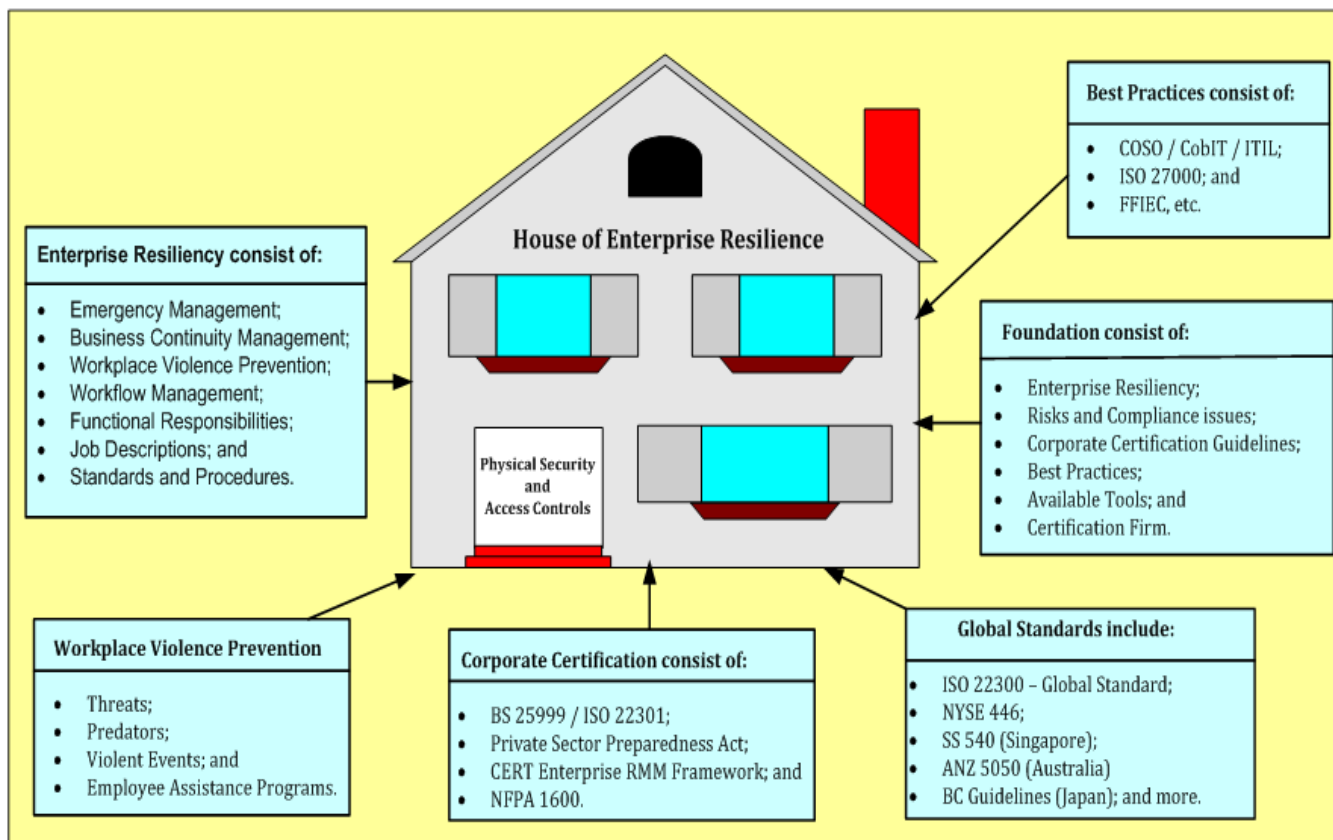 House of Enterprise Resilience
Physical Security
and
Access Controls
Enterprise Resiliency consist of:
• Emergency Management;
• Business Continuity Management;
• Workplace Violence Prevention;
• Workflow Management;
• Functional Responsibilities;
• Job Descriptions; and
• Standards and Procedures.
Best Practices consist of:
• COSO / CobIT / ITIL;
• ISO 27000; and
• FFIEC, etc.
Foundation consist of:
• Enterprise Resiliency;
• Risks and Compliance issues;
• Corporate Certification Guidelines;
• Best Practices;
• Available Tools; and
• Certification Firm.
Workplace Violence Prevention
• Threats;
• Predators;
• Violent Events; and
• Employee Assistance Programs.
Corporate Certification consist of:
• BS 25999 / ISO 22301;
• Private Sector Preparedness Act;
• CERT Enterprise RMM Framework; and
• NFPA 1600.
Global Standards include:
• ISO 22300 – Global Standard;
• NYSE 446;
• SS 540 (Singapore);
• ANZ 5050 (Australia)
• BC Guidelines (Japan); and more.